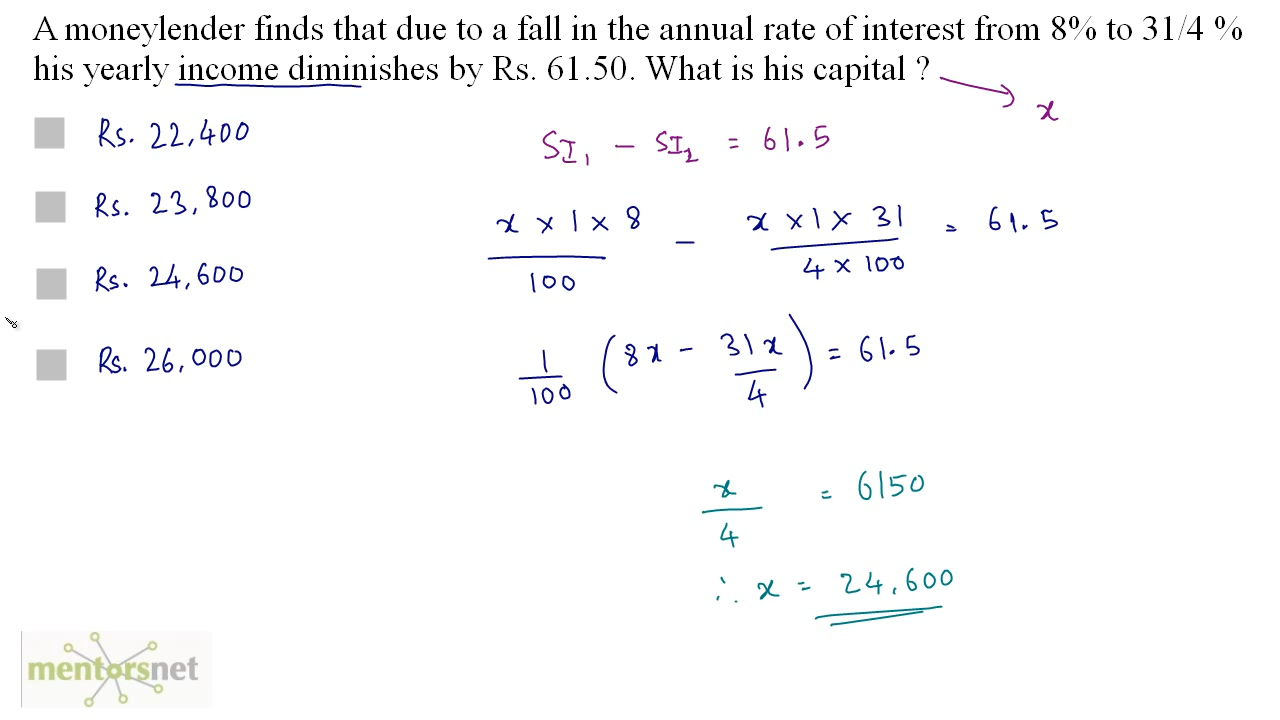 A moneylender finds that due to a fall in the annual rate of interest from 8% to 31/4 %
his yearly income diminishes by Rs. 61.50. What is his capital ?
x
Rs. 22,400
Rs. 23,800
Rs. 24,600
Rs. 26,000
SI₁ - SI₂ = 61.5
x × 1 × 8 / 100 - x × 1 × 31 / 4 × 100 = 61.5
1/100 (8x - 31x/4) = 61.5
x/4 = 6150
∴ x = 24,600
mentorsnet